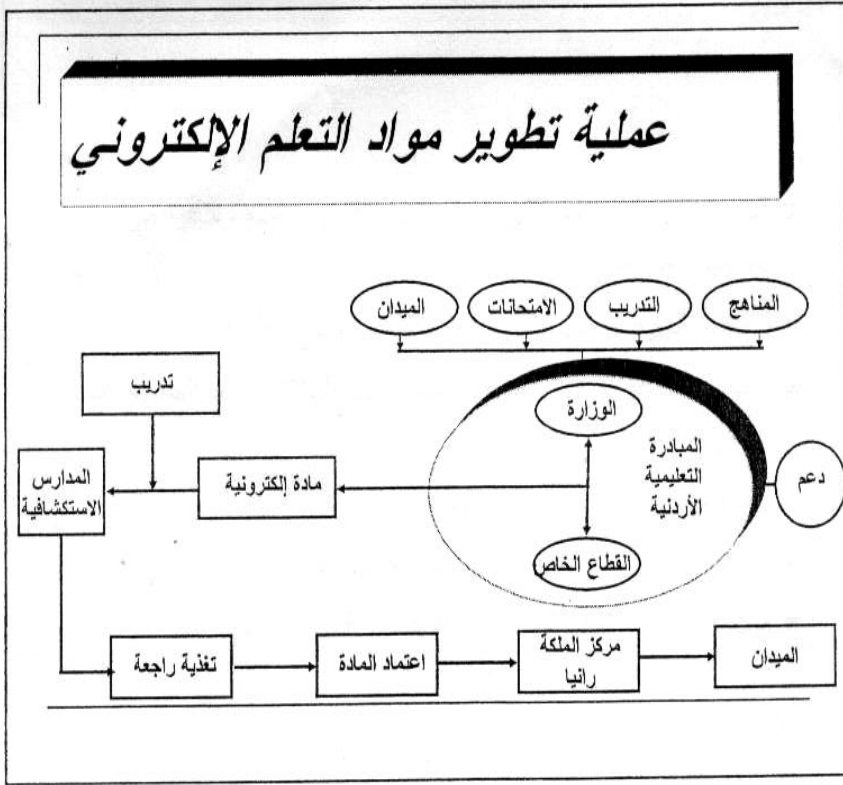 عملية تطوير مواد التعلم الإلكتروني
المناهج
التدريب
الامتحانات
الميدان
تدريب
الوزارة
المبادرة
التعليمية
الأردنية
دعم
القطاع الخاص
مادة إلكترونية
المدارس
الاستكشافية
تغذية راجعة
اعتماد المادة
مركز الملكة
رانيا
الميدان